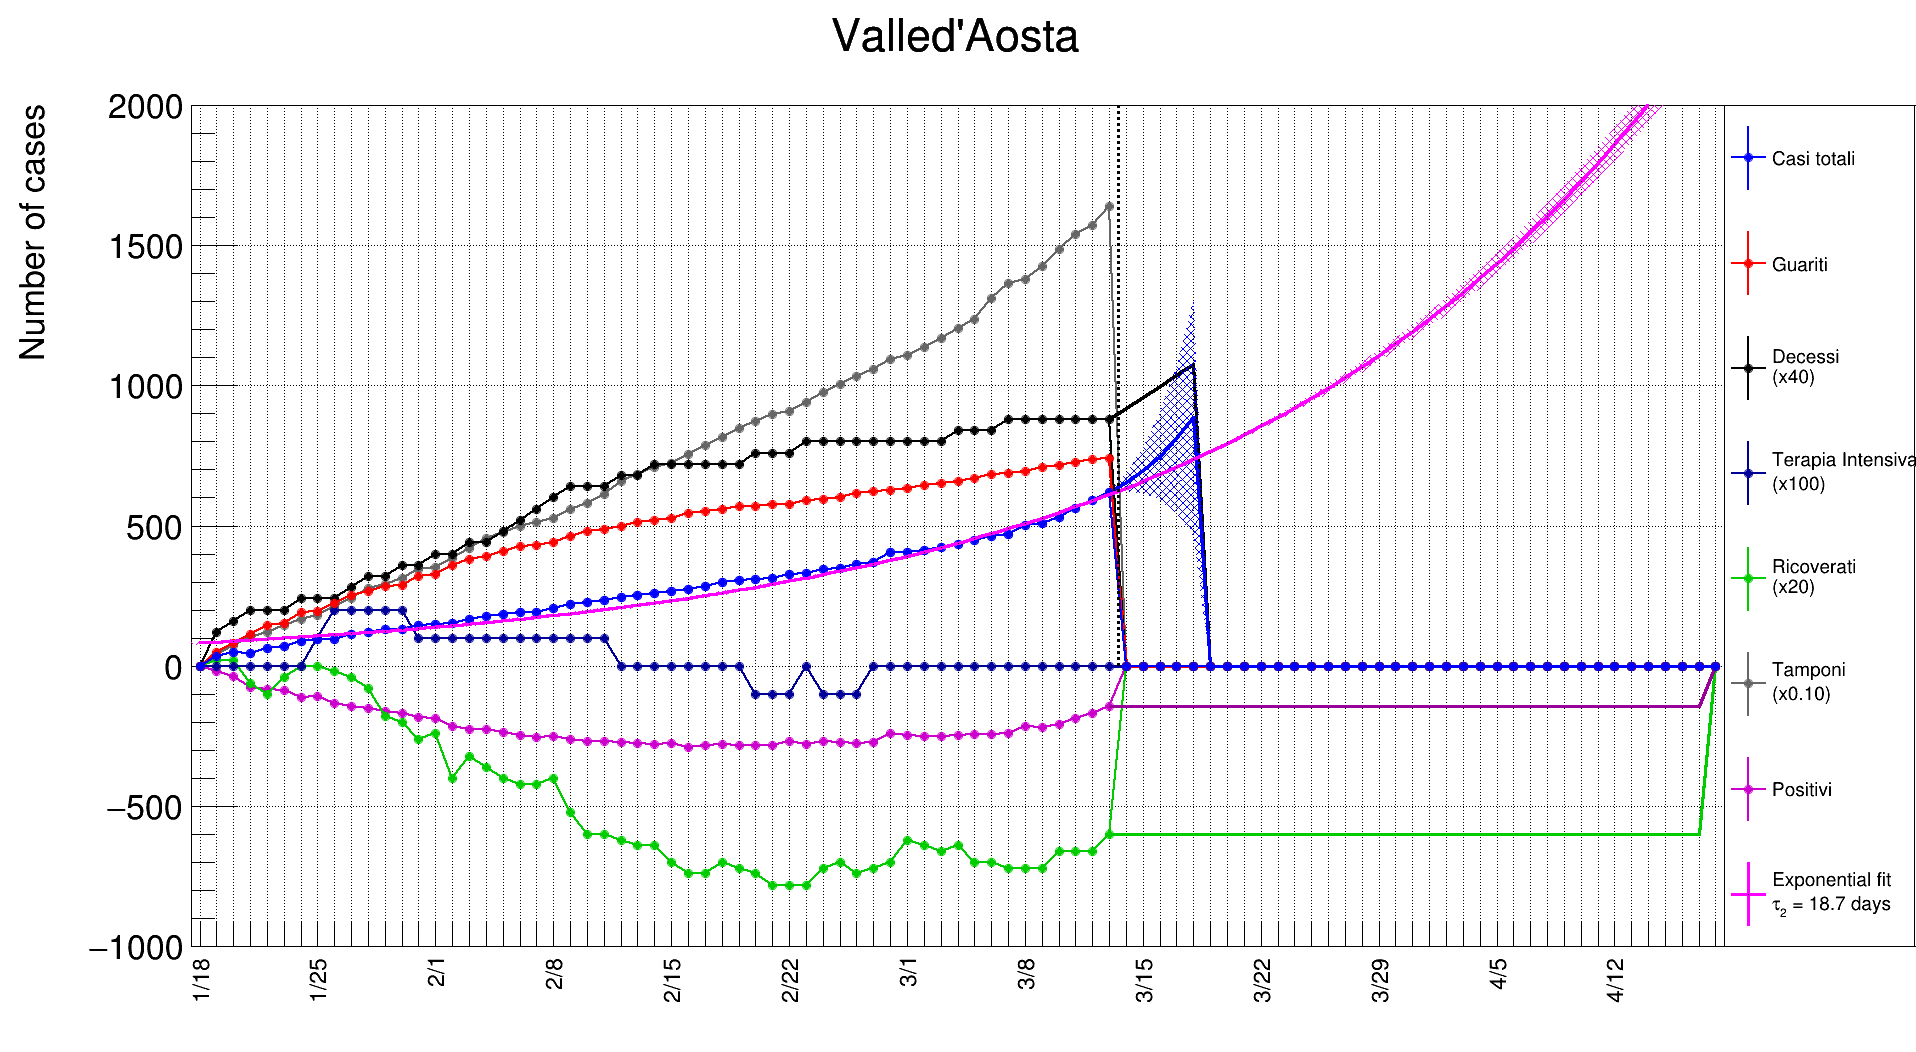 Valled'Aosta
Number of cases
2000
1500
1000
500
0
−500
−1000
1/18
1/25
2/1
2/8
2/15
2/22
3/1
3/8
3/15
3/22
3/29
4/5
4/12
Casi totali
Guariti
Decessi
(x40)
Terapia Intensiva
(x100)
Ricoverati
(x20)
Tamponi
(x0.10)
Positivi
Exponential fit
τ2 = 18.7 days